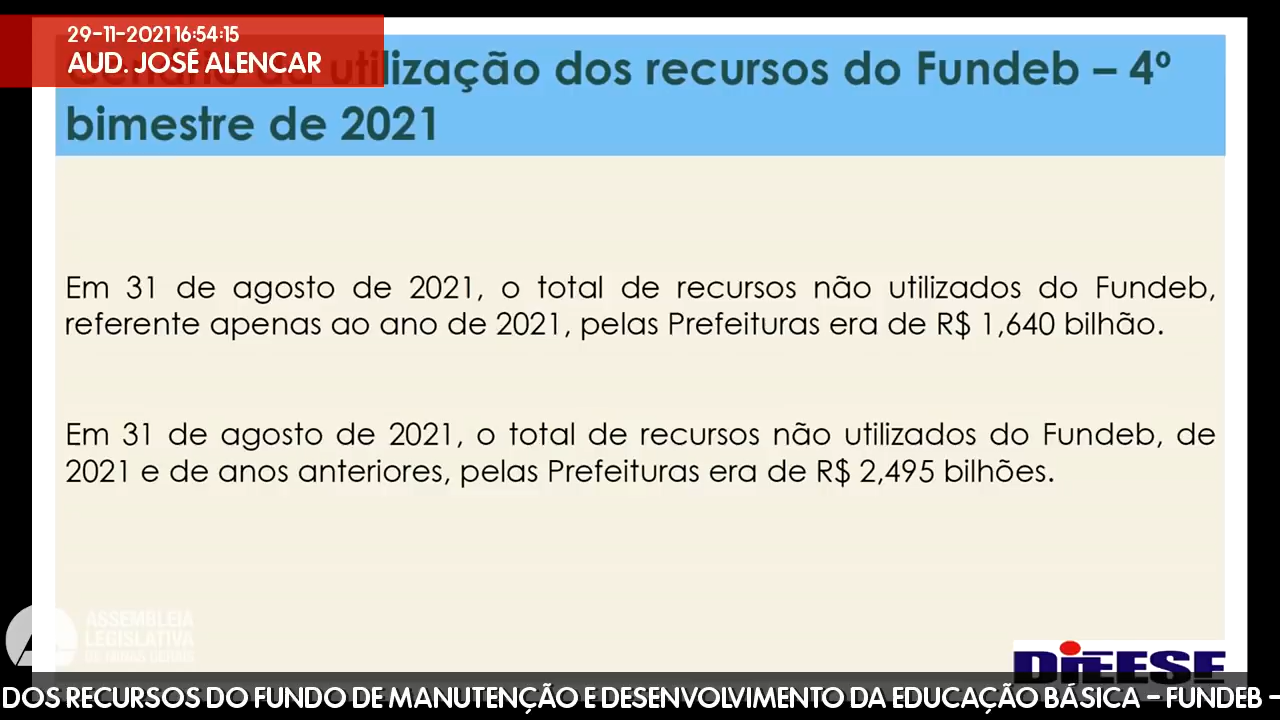 29-11-2021 16:54:15
AUD. JOSÉ ALENCAR
utilização dos recursos do Fundeb – 4º
bimestre de 2021
Em 31 de agosto de 2021, o total de recursos não utilizados do Fundeb,
referente apenas ao ano de 2021, pelas Prefeituras era de R$ 1,640 bilhão.
Em 31 de agosto de 2021, o total de recursos não utilizados do Fundeb, de
2021 e de anos anteriores, pelas Prefeituras era de R$ 2,495 bilhões.
ASSEMBLEIA
LEGISLATIVA
DE MINAS GERAIS
DIEESE
DOS RECURSOS DO FUNDO DE MANUTENÇÃO E DESENVOLVIMENTO DA EDUCAÇÃO BÁSICA - FUNDEB -